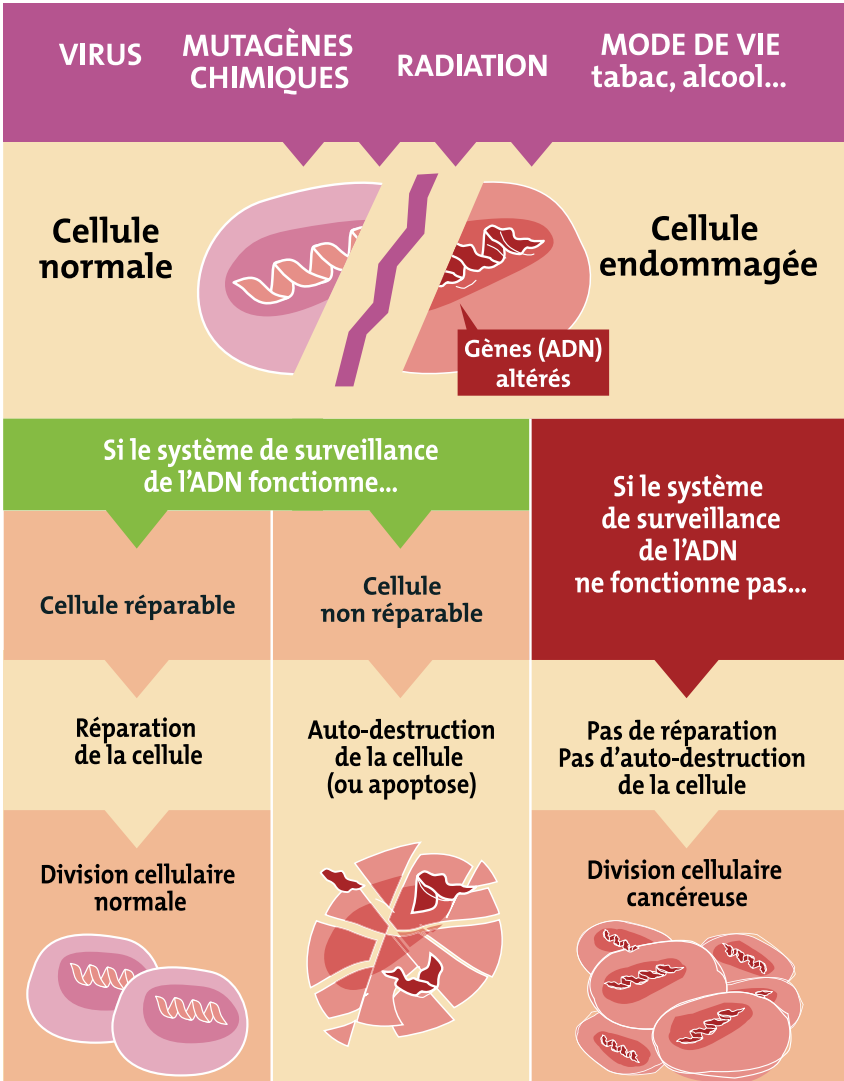 VIRUS
MUTAGÈNES
CHIMIQUES
RADIATION
MODE DE VIE
tabac, alcool...
Cellule
normale
Cellule
endommagée
Gènes (ADN)
altérés
Si le système de surveillance
de l'ADN fonctionne...
Si le système
de surveillance
de l'ADN
ne fonctionne pas...
Cellule réparable
Cellule
non réparable
Réparation
de la cellule
Auto-destruction
de la cellule
(ou apoptose)
Pas de réparation
Pas d'auto-destruction
de la cellule
Division cellulaire
normale
Division cellulaire
cancéreuse